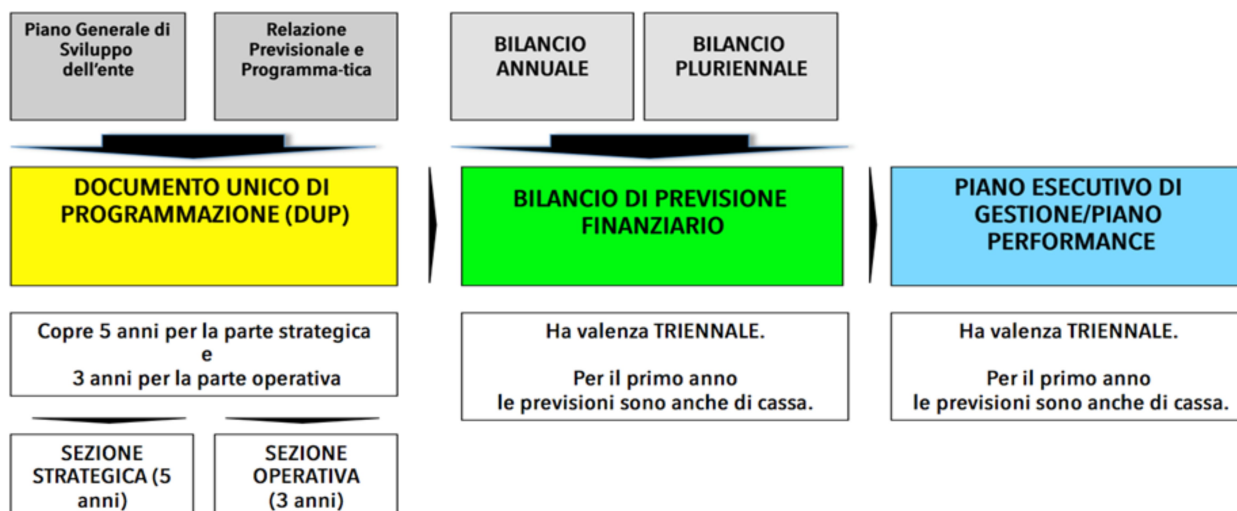 Piano Generale di
Sviluppo
dell'ente
Relazione
Previsionale e
Programma-tica
BILANCIO
ANNUALE
BILANCIO
PLURIENNALE
DOCUMENTO UNICO DI
PROGRAMMAZIONE (DUP)
BILANCIO DI PREVISIONE
FINANZIARIO
PIANO ESECUTIVO DI
GESTIONE/PIANO
PERFORMANCE
Copre 5 anni per la parte strategica
e
3 anni per la parte operativa
Ha valenza TRIENNALE.
Per il primo anno
le previsioni sono anche di cassa.
Ha valenza TRIENNALE.
Per il primo anno
le previsioni sono anche di cassa.
SEZIONE
STRATEGICA (5
anni)
SEZIONE
OPERATIVA
(3 anni)